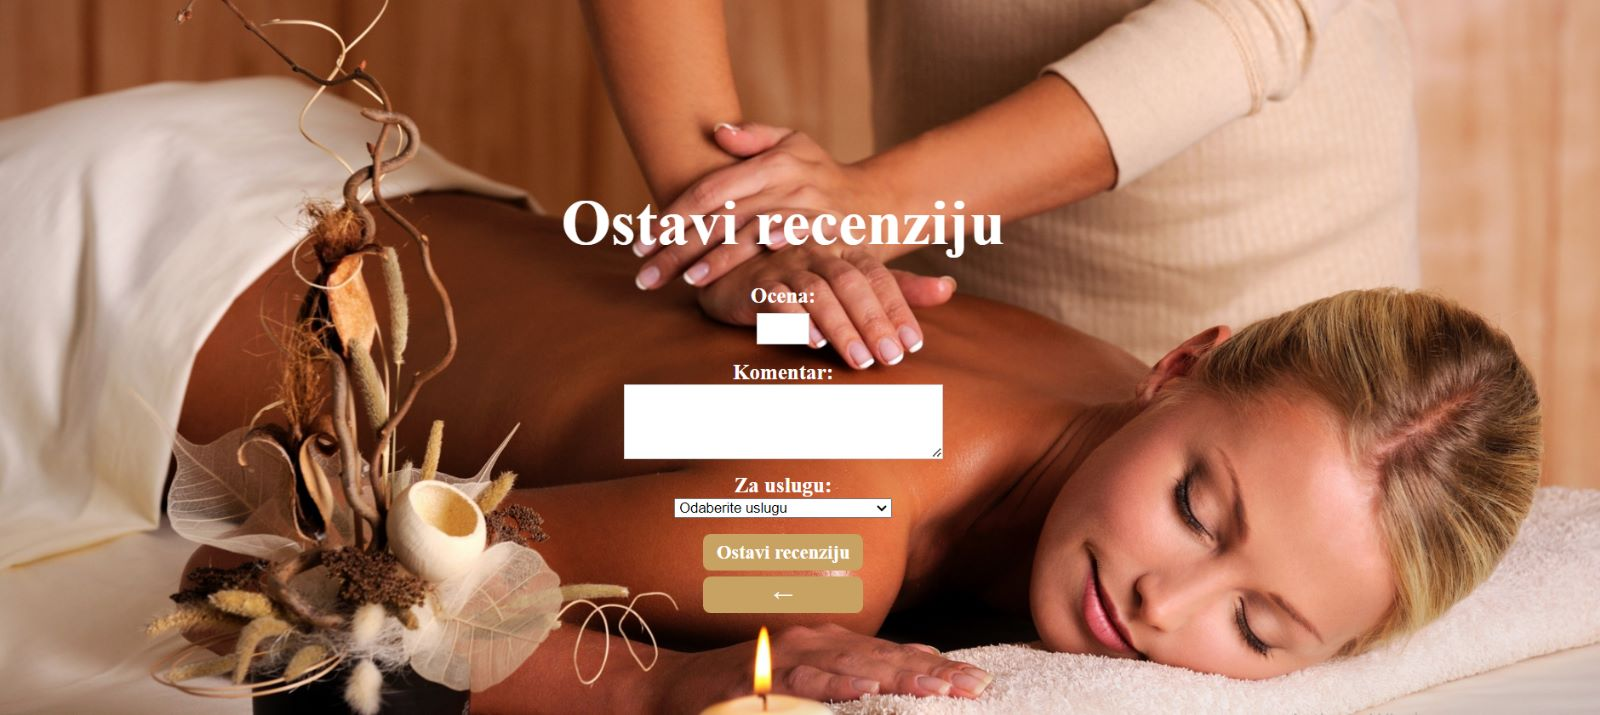 Ostavi recenziju
Ocena:
Komentar:
Za uslugu:
Odaberite uslugu
Ostavi recenziju
←